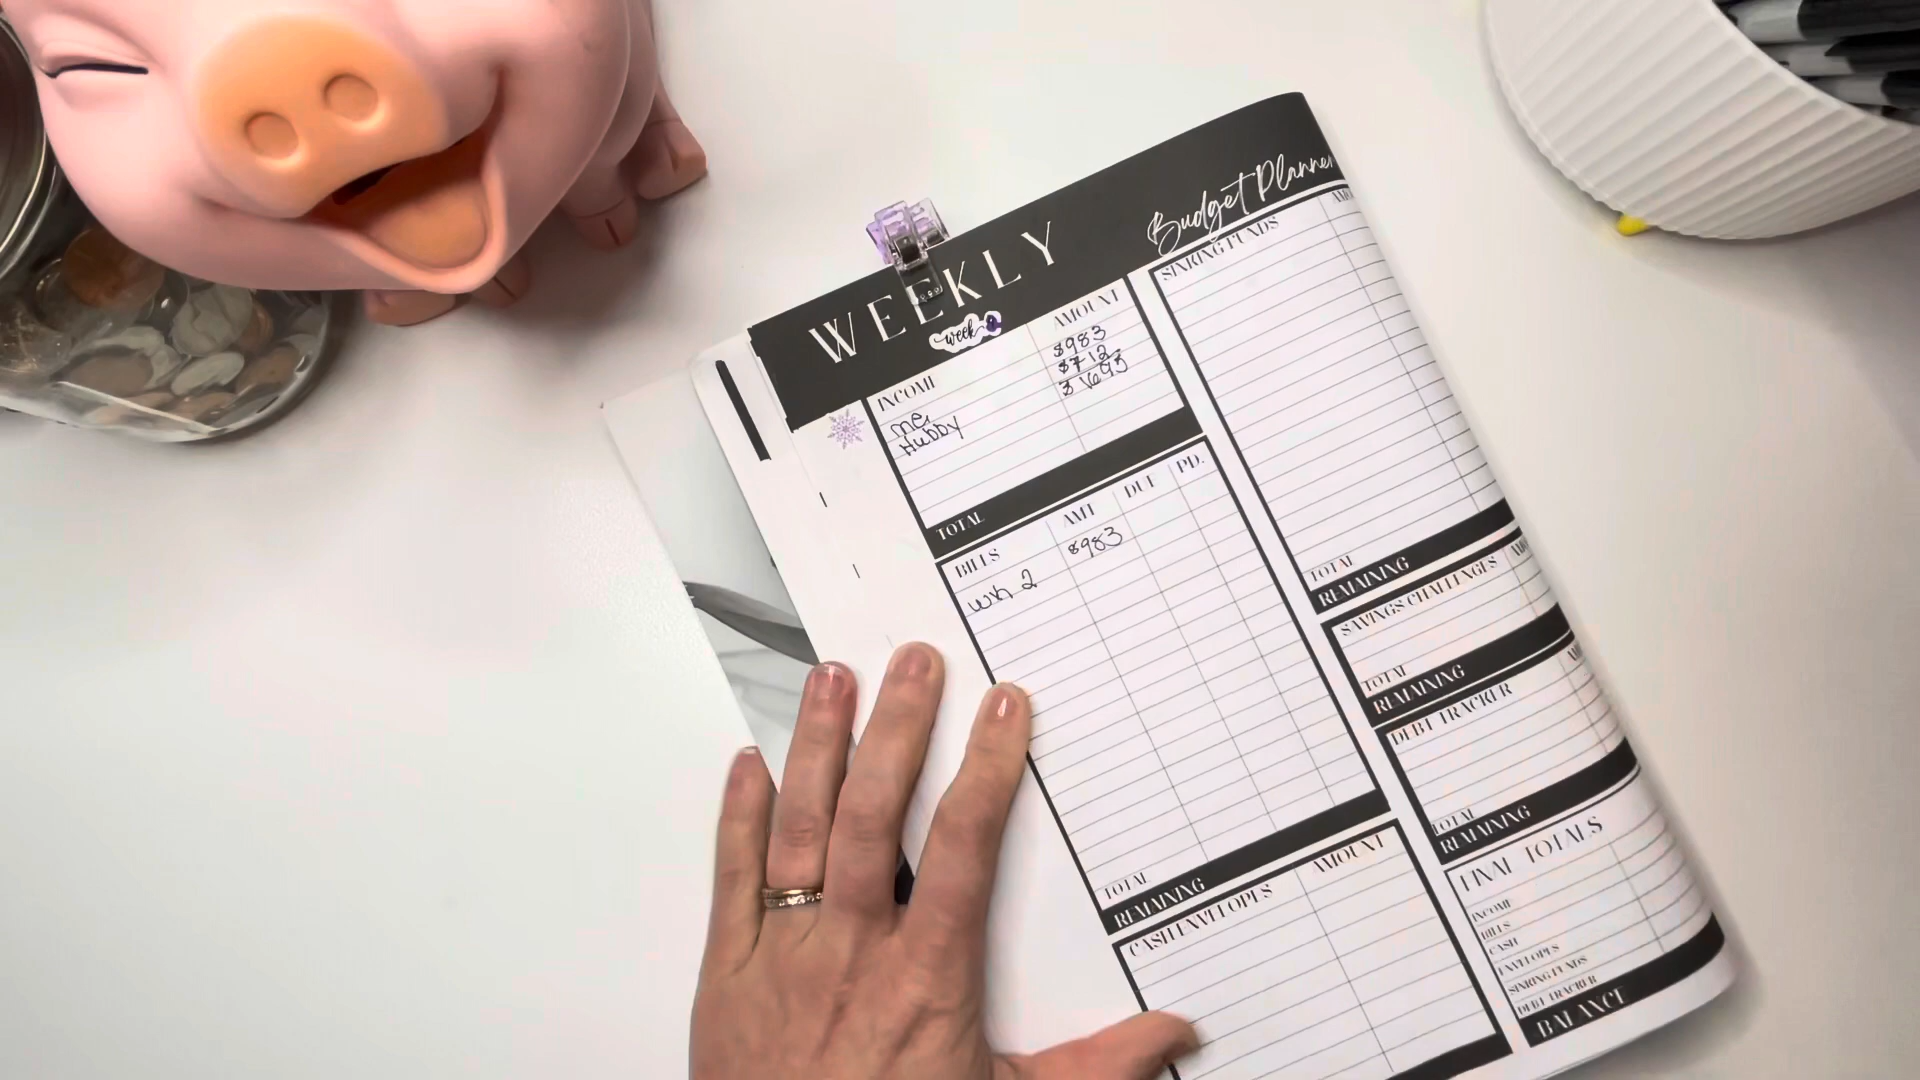 WEEKLY
Budget Planner
week
INCOME
AMOUNT
me
$983
Hubby
$712
$1695
TOTAL
BILLS
AMT
DUE
PD.
wk 2
$983
TOTAL
REMAINING
CASH ENVELOPES
AMOUNT
SINKING FUNDS
TOTAL
REMAINING
SAVINGS CHALLENGES
TOTAL
REMAINING
DEBT TRACKER
TOTAL
REMAINING
FINAL TOTALS
INCOME
BILLS
CASH
ENVELOPES
SINKING FUNDS
DEBT TRACKER
BALANCE